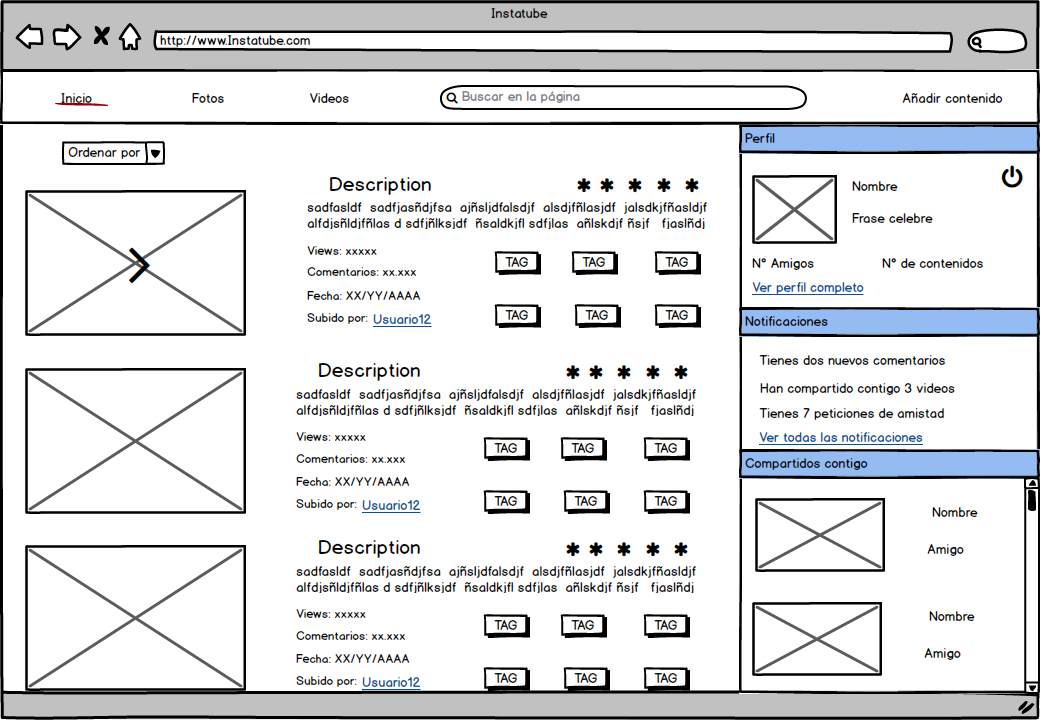 Instatube
http://www.Instatube.com
Inicio
Fotos
Videos
Buscar en la página
Añadir contenido
Ordenar por
Description
sadfasldf sadfjasñdjfsa ajñsljdfalsdjf alsdjfñlasjdf jalsdkjfñasldjf
alfdjsñldjfñlas d sdfjñlksjdf ñsaldkjfl sdfjlas añlskdjf ñsjf fjaslñdj
Views: xxxxx
Comentarios: xx.xxx
Fecha: XX/YY/AAAA
Subido por: Usuario12
TAG
TAG
TAG
TAG
TAG
TAG
Description
sadfasldf sadfjasñdjfsa ajñsljdfalsdjf alsdjfñlasjdf jalsdkjfñasldjf
alfdjsñldjfñlas d sdfjñlksjdf ñsaldkjfl sdfjlas añlskdjf ñsjf fjaslñdj
Views: xxxxx
Comentarios: xx.xxx
Fecha: XX/YY/AAAA
Subido por: Usuario12
TAG
TAG
TAG
TAG
TAG
TAG
Description
sadfasldf sadfjasñdjfsa ajñsljdfalsdjf alsdjfñlasjdf jalsdkjfñasldjf
alfdjsñldjfñlas d sdfjñlksjdf ñsaldkjfl sdfjlas añlskdjf ñsjf fjaslñdj
Views: xxxxx
Comentarios: xx.xxx
Fecha: XX/YY/AAAA
Subido por: Usuario12
TAG
TAG
TAG
TAG
TAG
TAG
Perfil
Nombre
Frase celebre
Nº Amigos
Nº de contenidos
Ver perfil completo
Notificaciones
Tienes dos nuevos comentarios
Han compartido contigo 3 videos
Tienes 7 peticiones de amistad
Ver todas las notificaciones
Compartidos contigo
Nombre
Amigo
Nombre
Amigo